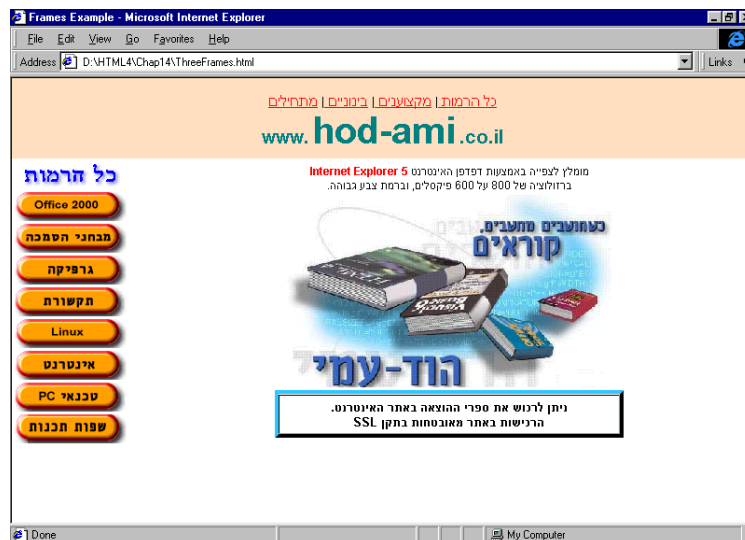 Frames Example - Microsoft Internet Explorer
File Edit View Go Favorites Help
Address D:\HTML4\Chap14\ThreeFrames.html Links
כל הרמות | מקצוענים | בינוניים | מתחילים
www.hod-ami.co.il
כל הרמות
Office 2000
מבחני הסמכה
גרפיקה
תקשורת
Linux
אינטרנט
טכנאי PC
שפות תכנות
מומלץ לצפייה באמצעות דפדפן האינטרנט Internet Explorer 5
ברזולוציה של 800 על 600 פיקסלים, וברמת צבע גבוהה.
כשחושבים מחשבים,
קוראים
הוד-עמי
ניתן לרכוש את ספרי ההוצאה באתר האינטרנט.
הרכישות באתר מאובטחות בתקן SSL
Done My Computer